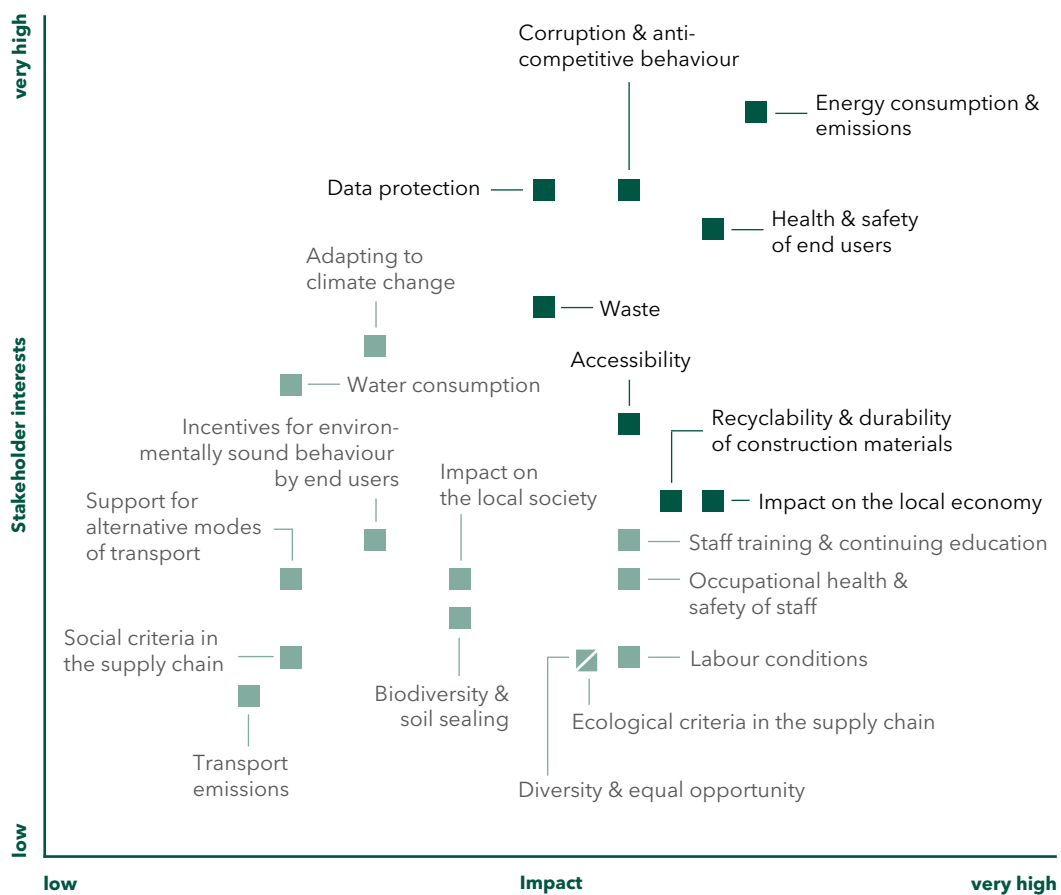 very high
Stakeholder interests
low
Corruption & anti-
competitive behaviour
Energy consumption &
emissions
Data protection
Health & safety
of end users
Adapting to
climate change
Waste
Accessibility
Water consumption
Recyclability & durability
of construction materials
Incentives for environ-
mentally sound behaviour
by end users
Impact on
the local society
Support for
alternative modes
of transport
Impact on the local economy
Staff training & continuing education
Occupational health &
safety of staff
Social criteria in
the supply chain
Labour conditions
Biodiversity &
soil sealing
Ecological criteria in the supply chain
Transport
emissions
Diversity & equal opportunity
low
Impact
very high